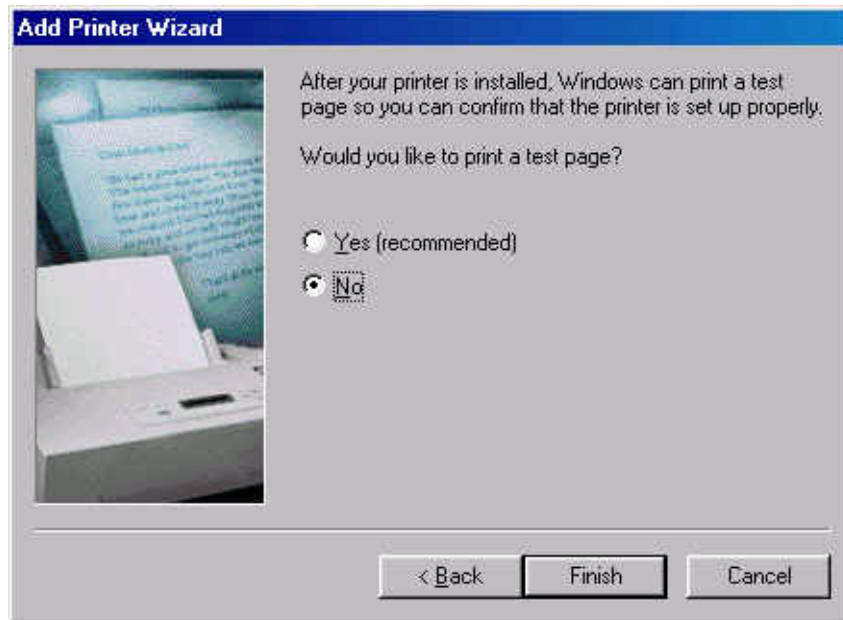 Add Printer Wizard
After your printer is installed, Windows can print a test
page so you can confirm that the printer is set up properly.
Would you like to print a test page?
Yes (recommended)
No
< Back
Finish
Cancel